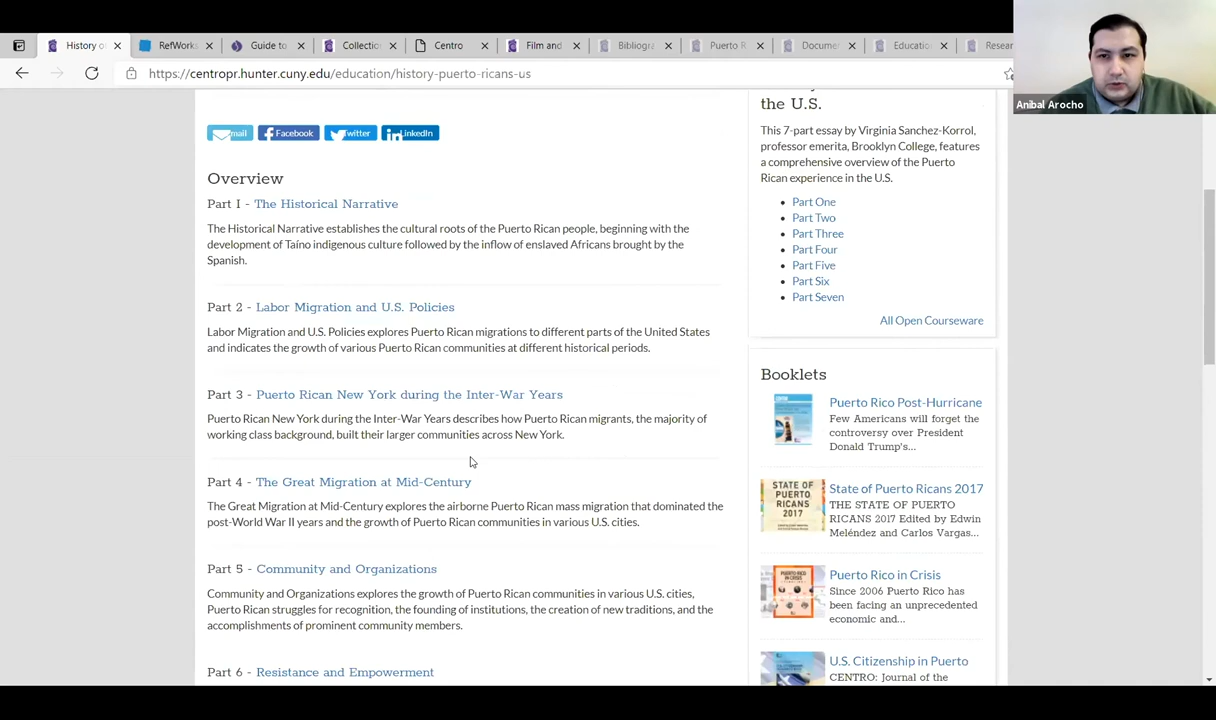 History o
RefWork
Guide to
Collection
Centro
Film and
Bibliogra
Puerto R
Docume
Education
Resear
https://centropr.hunter.cuny.edu/education/history-puerto-ricans-us
Anibal Arocho
mail
Facebook
Twitter
LinkedIn
Overview
Part 1 - The Historical Narrative
The Historical Narrative establishes the cultural roots of the Puerto Rican people, beginning with the
development of Taíno indigenous culture followed by the inflow of enslaved Africans brought by the
Spanish.
Part 2 - Labor Migration and U.S. Policies
Labor Migration and U.S. Policies explores Puerto Rican migrations to different parts of the United States
and indicates the growth of various Puerto Rican communities at different historical periods.
Part 3 - Puerto Rican New York during the Inter-War Years
Puerto Rican New York during the Inter-War Years describes how Puerto Rican migrants, the majority of
working class background, built their larger communities across New York.
Part 4 - The Great Migration at Mid-Century
The Great Migration at Mid-Century explores the airborne Puerto Rican mass migration that dominated the
post-World War II years and the growth of Puerto Rican communities in various U.S. cities.
Part 5 - Community and Organizations
Community and Organizations explores the growth of Puerto Rican communities in various U.S. cities,
Puerto Rican struggles for recognition, the founding of institutions, the creation of new traditions, and the
accomplishments of prominent community members.
Part 6 - Resistance and Empowerment
the U.S.
This 7-part essay by Virginia Sanchez-Korrol,
professor emerita, Brooklyn College, features
a comprehensive overview of the Puerto
Rican experience in the U.S.
Part One
Part Two
Part Three
Part Four
Part Five
Part Six
Part Seven
All Open Courseware
Booklets
Puerto Rico Post-Hurricane
Few Americans will forget the
controversy over President
Donald Trump's...
STATE OF
PUERTO
RICANS
2017
State of Puerto Ricans 2017
THE STATE OF PUERTO
RICANS 2017 Edited by Edwin
Meléndez and Carlos Vargas...
Puerto Rico in Crisis
Since 2006 Puerto Rico has
been facing an unprecedented
economic and...
U.S. Citizenship in Puerto
CENTRO: Journal of the